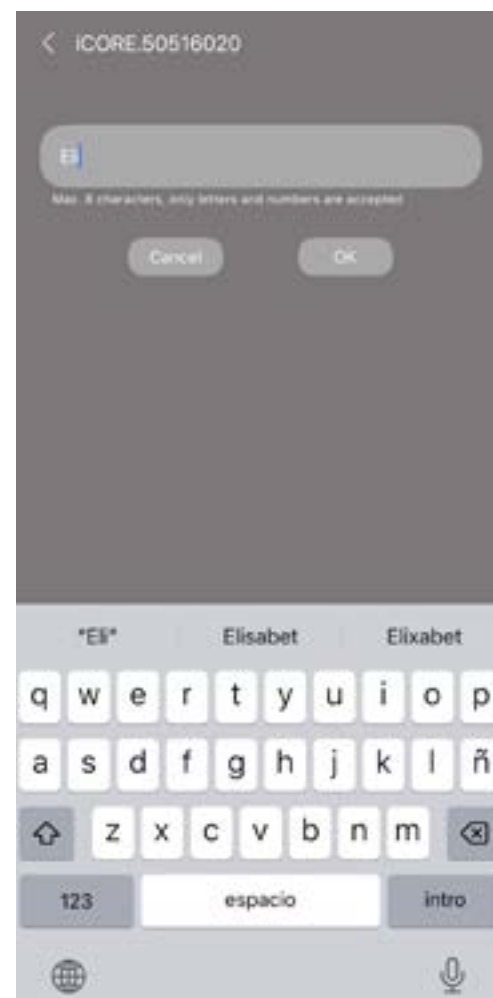 iCORE.50516020
Eli
Max. 8 characters, only letters and numbers are accepted
Cancel OK
"Eli" Elisabet Elixabet
q w e r t y u i o p
a s d f g h j k l ñ
z x c v b n m
123 espacio intro